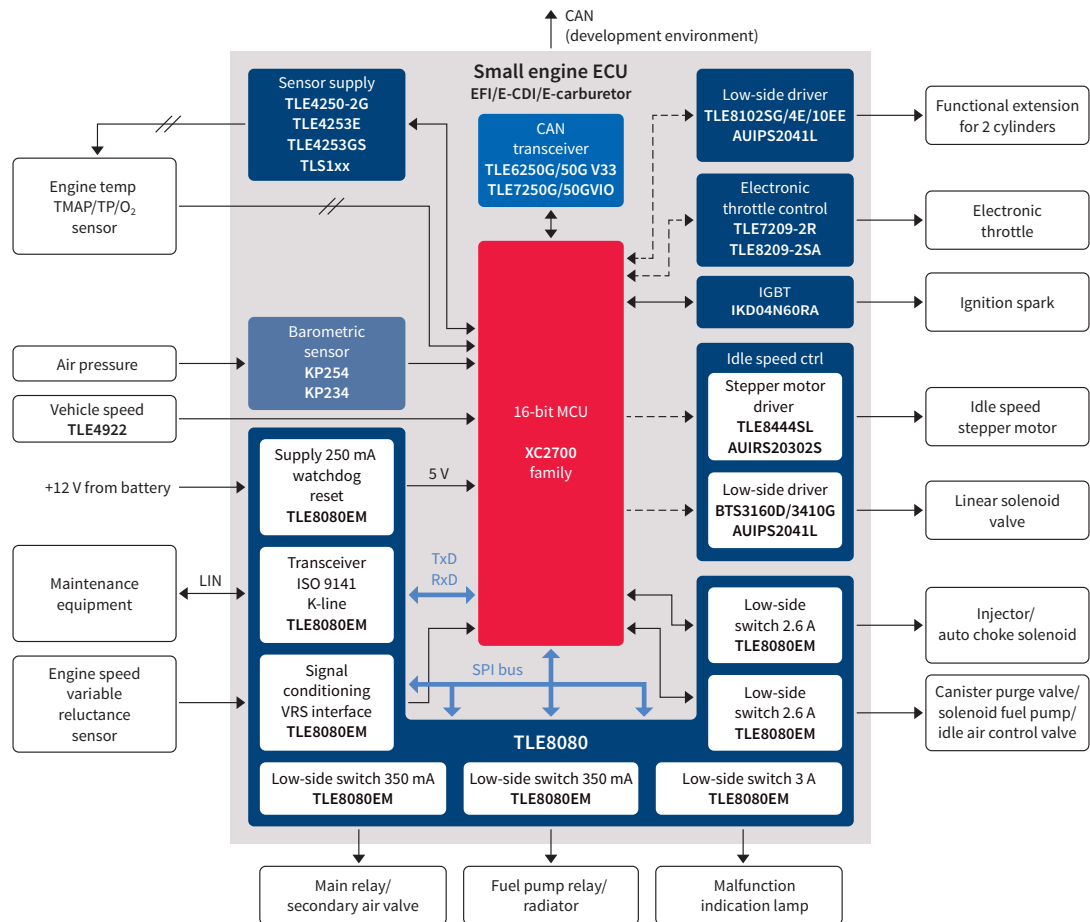 CAN
(development environment)
Small engine ECU
EFI/E-CDI/E-carburetor
Sensor supply
TLE4250-2G
TLE4253E
TLE4253GS
TLS1xx
CAN
transceiver
TLE6250G/50G V33
TLE7250G/50GVIO
Low-side driver
TLE8102SG/4E/10EE
AUIPS2041L
Functional extension
for 2 cylinders
Engine temp
TMAP/TP/O₂
sensor
Electronic
throttle control
TLE7209-2R
TLE8209-2SA
Electronic
throttle
IGBT
IKD04N60RA
Ignition spark
Air pressure
Barometric
sensor
KP254
KP234
Vehicle speed
TLE4922
16-bit MCU
XC2700
family
Idle speed ctrl
Stepper motor
driver
TLE8444SL
AUIRS20302S
Idle speed
stepper motor
Low-side driver
BTS3160D/3410G
AUIPS2041L
Linear solenoid
valve
+12 V from battery
Supply 250 mA
watchdog
reset
TLE8080EM
5 V
Maintenance
equipment
LIN
Transceiver
ISO 9141
K-line
TLE8080EM
TxD
RxD
Engine speed
variable
reluctance
sensor
Signal
conditioning
VRS interface
TLE8080EM
SPI bus
Low-side
switch 2.6 A
TLE8080EM
Injector/
auto choke solenoid
Low-side
switch 2.6 A
TLE8080EM
Canister purge valve/
solenoid fuel pump/
idle air control valve
TLE8080
Low-side switch 350 mA
TLE8080EM
Low-side switch 350 mA
TLE8080EM
Low-side switch 3 A
TLE8080EM
Main relay/
secondary air valve
Fuel pump relay/
radiator
Malfunction
indication lamp